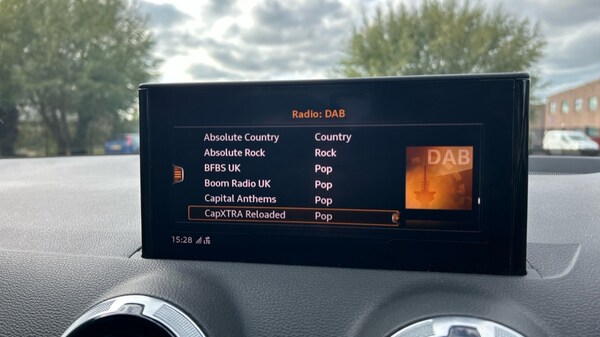 Radio: DAB
Absolute Country Country
Absolute Rock Rock
BFBS UK Pop
Boom Radio UK Pop
Capital Anthems Pop
CapXTRA Reloaded Pop
DAB
15:28 LTE